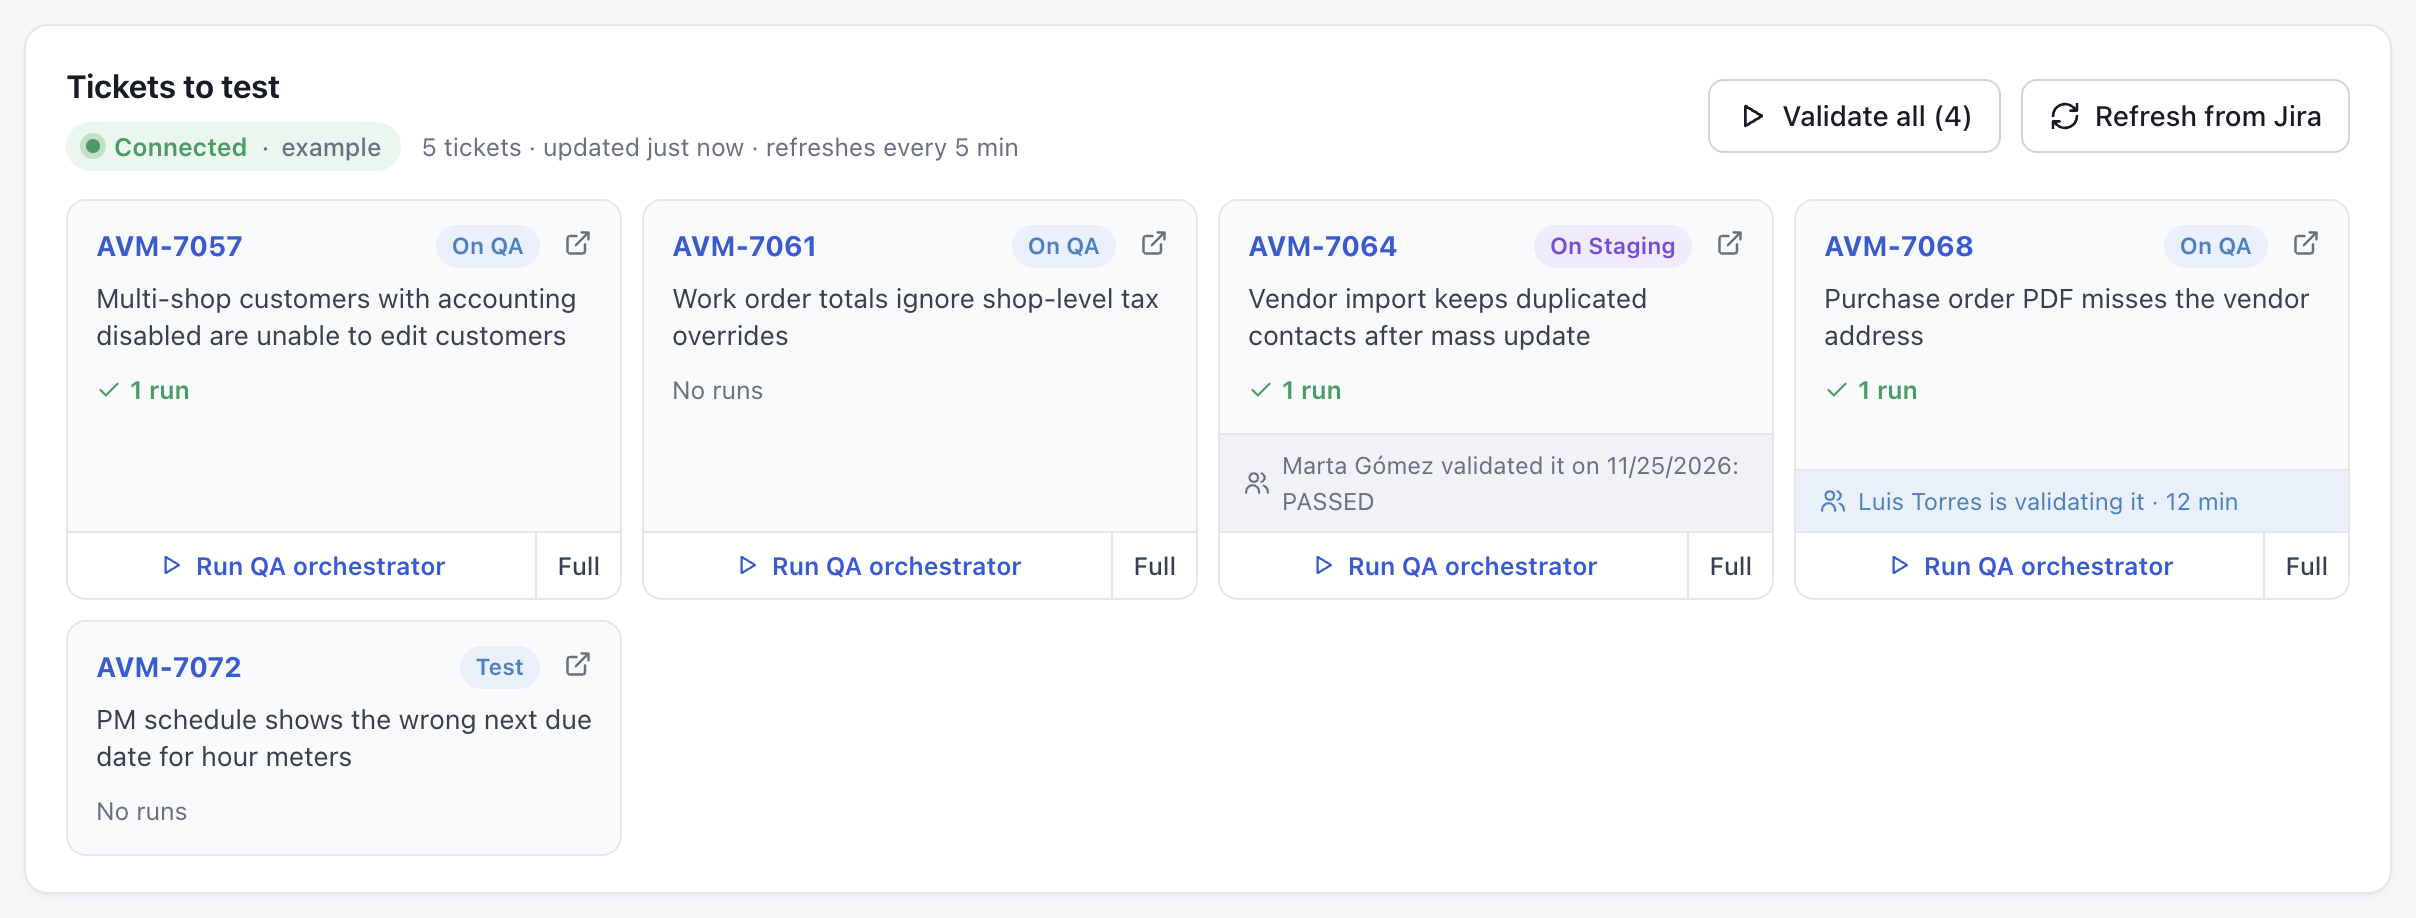 Tickets to test
Connected · example
5 tickets · updated just now · refreshes every 5 min
Validate all (4)
Refresh from Jira
AVM-7057
On QA
Multi-shop customers with accounting
disabled are unable to edit customers
1 run
Run QA orchestrator
Full
AVM-7061
On QA
Work order totals ignore shop-level tax
overrides
No runs
Run QA orchestrator
Full
AVM-7064
On Staging
Vendor import keeps duplicated
contacts after mass update
1 run
Marta Gómez validated it on 11/25/2026:
PASSED
Run QA orchestrator
Full
AVM-7068
On QA
Purchase order PDF misses the vendor
address
1 run
Luis Torres is validating it · 12 min
Run QA orchestrator
Full
AVM-7072
Test
PM schedule shows the wrong next due
date for hour meters
No runs